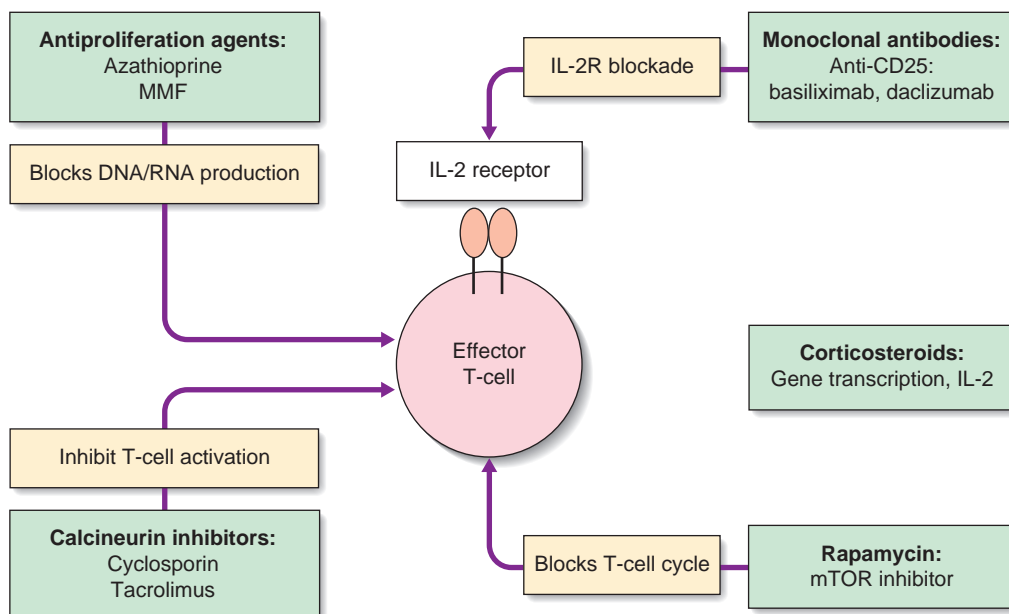 Antiproliferation agents:
Azathioprine
MMF
Blocks DNA/RNA production
IL-2R blockade
Monoclonal antibodies:
Anti-CD25:
basiliximab, daclizumab
IL-2 receptor
Effector
T-cell
Corticosteroids:
Gene transcription, IL-2
Inhibit T-cell activation
Calcineurin inhibitors:
Cyclosporin
Tacrolimus
Blocks T-cell cycle
Rapamycin:
mTOR inhibitor